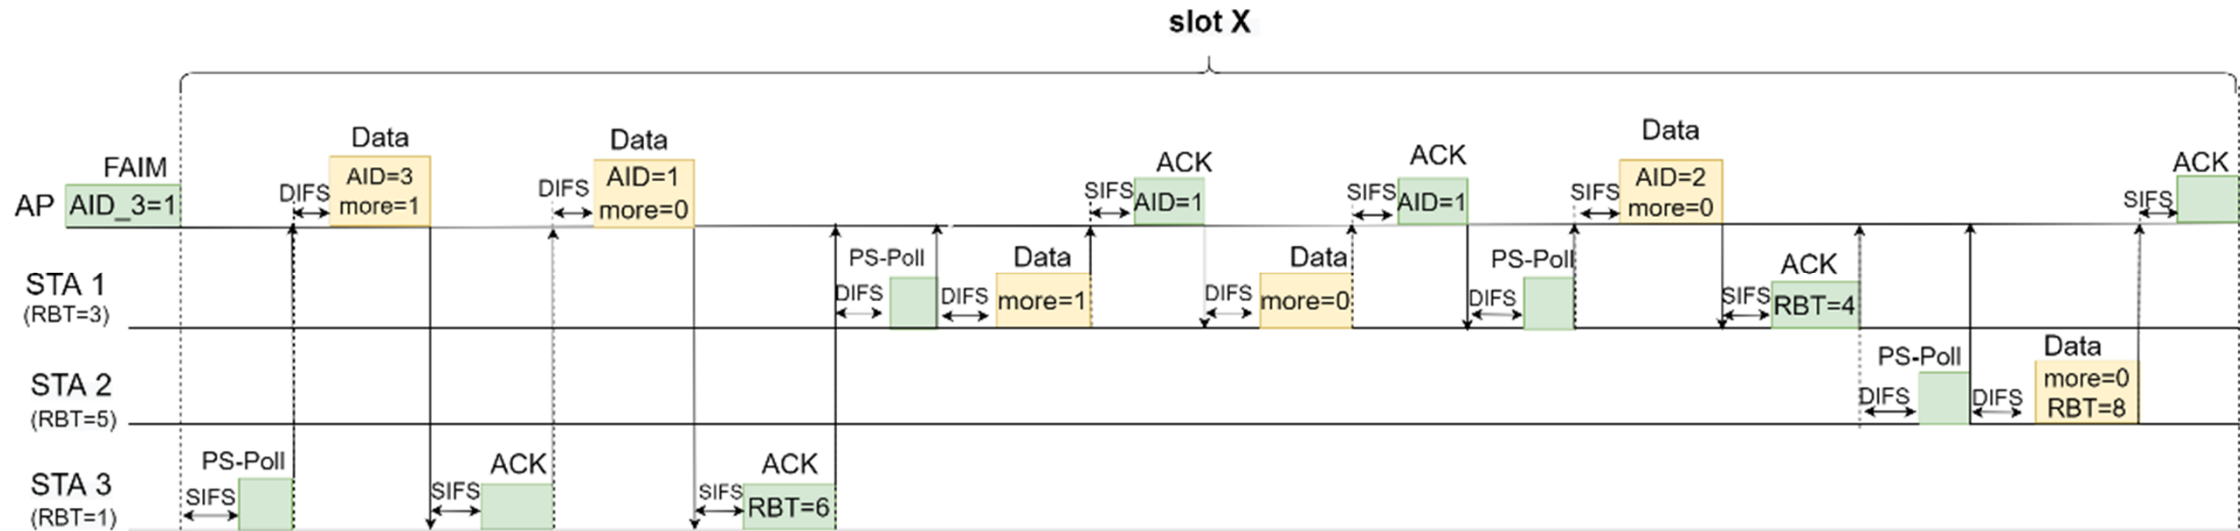 slot X
FAIM
AP
AID_3=1
DIFS
Data
AID=3
more=1
DIFS
Data
AID=1
more=0
SIFS
ACK
AID=1
SIFS
ACK
AID=1
SIFS
Data
AID=2
more=0
SIFS
ACK
STA 1
(RBT=3)
DIFS
PS-Poll
DIFS
Data
more=1
DIFS
Data
more=0
DIFS
PS-Poll
SIFS
ACK
RBT=4
STA 2
(RBT=5)
DIFS
PS-Poll
DIFS
Data
more=0
RBT=8
STA 3
(RBT=1)
SIFS
PS-Poll
SIFS
ACK
SIFS
ACK
RBT=6